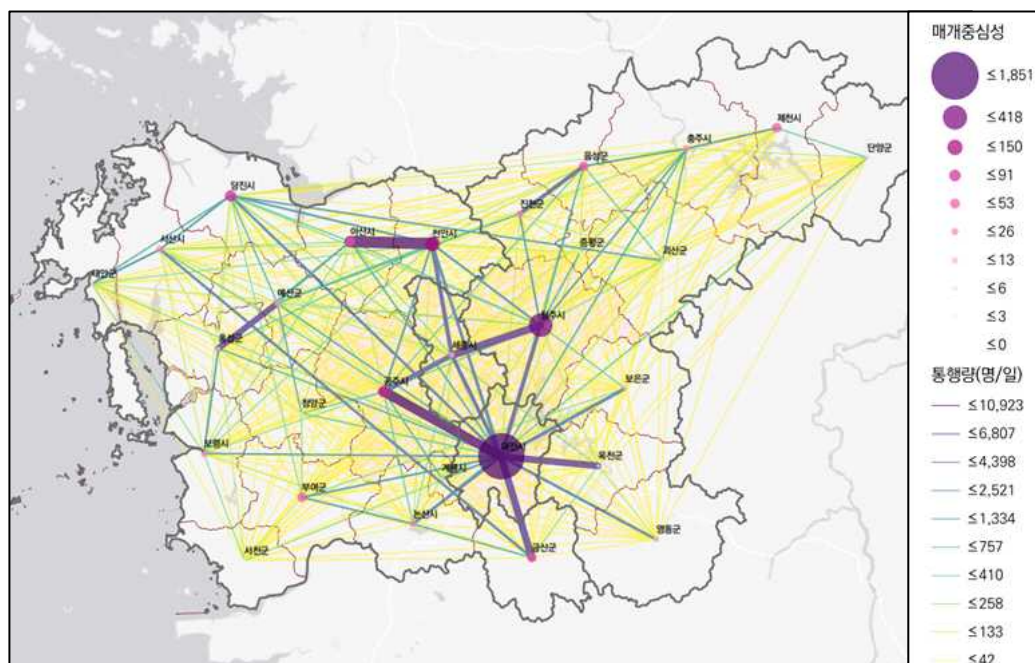 매개중심성
≤1,851
≤418
≤150
≤91
≤53
≤26
≤13
≤6
≤3
≤0
통행량(명/일)
≤10,923
≤6,807
≤4,398
≤2,521
≤1,334
≤757
≤410
≤258
≤133
≤42
제천시
충주시
단양군
음성군
당진시
진천군
서산시
아산시
천안시
증평군
괴산군
태안군
예산군
청주시
홍성군
세종시
공주시
보은군
청양군
보령시
대전시
옥천군
계룡시
부여군
논산시
영동군
서천군
금산군